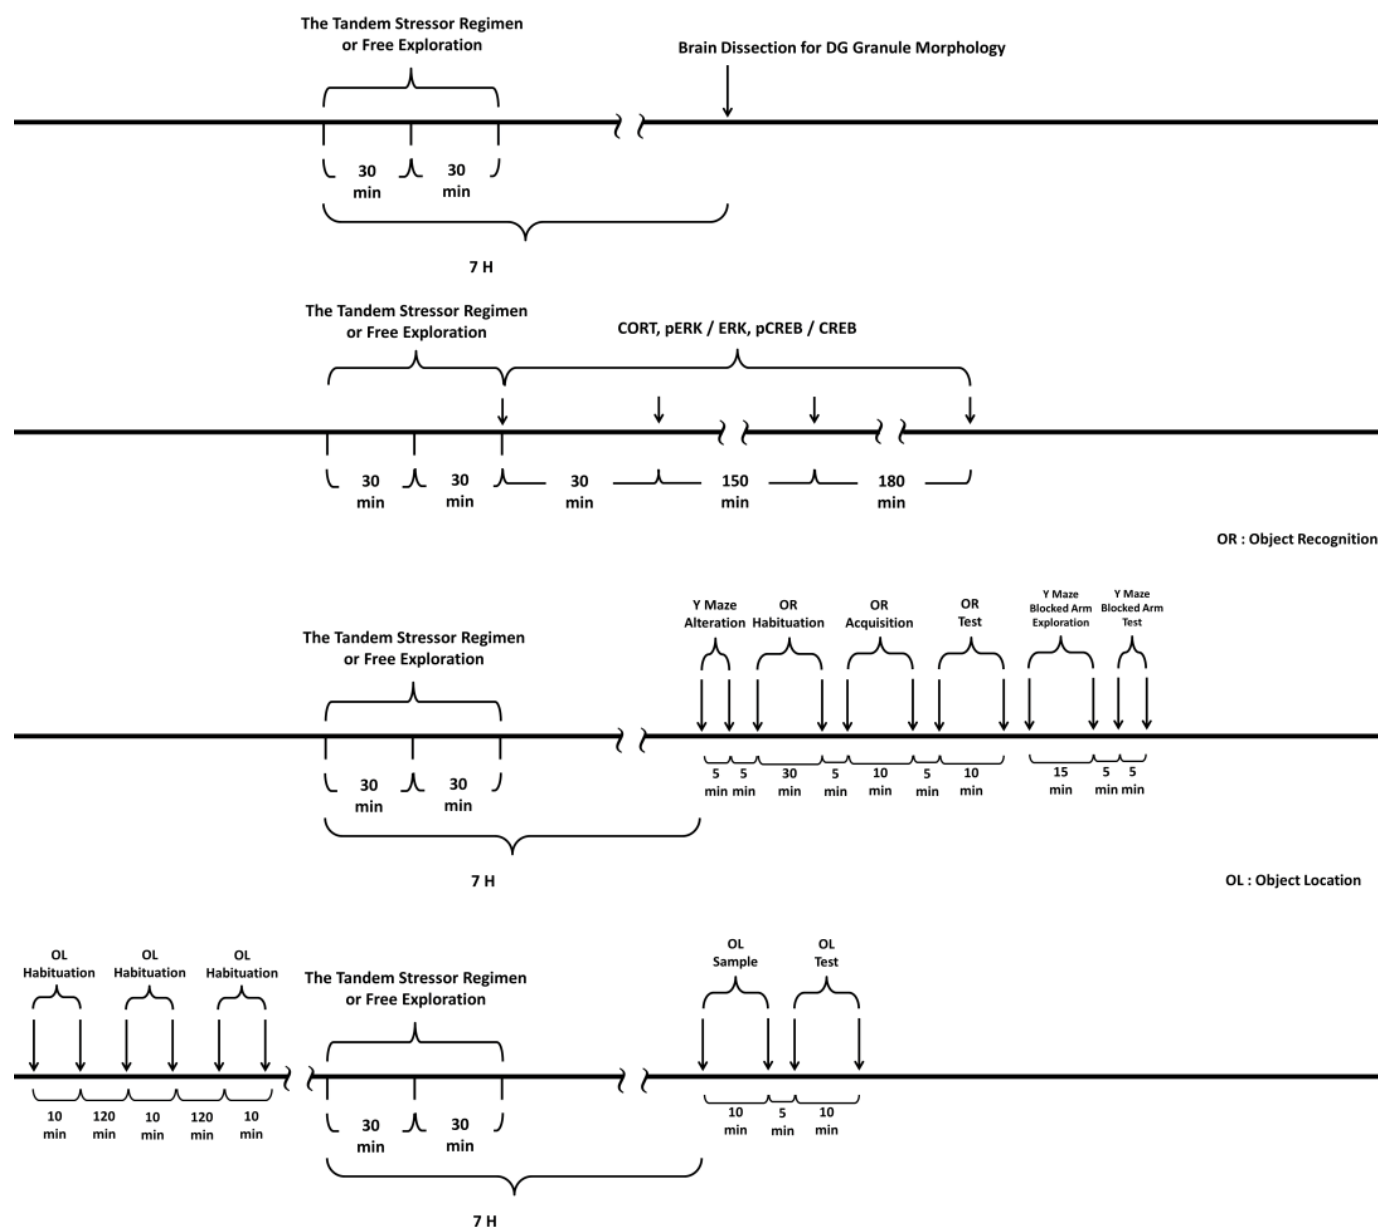 The Tandem Stressor Regimen
or Free Exploration
Brain Dissection for DG Granule Morphology
30
min
30
min
7 H
The Tandem Stressor Regimen
or Free Exploration
CORT, pERK / ERK, pCREB / CREB
30
min
30
min
30
min
150
min
180
min
OR : Object Recognition
The Tandem Stressor Regimen
or Free Exploration
Y Maze
Alteration
OR
Habituation
OR
Acquisition
OR
Test
Y Maze
Blocked Arm
Exploration
Y Maze
Blocked Arm
Test
30
min
30
min
5
min
5
min
30
min
5
min
10
min
5
min
10
min
15
min
5
min
5
min
7 H
OL : Object Location
OL
Habituation
OL
Habituation
OL
Habituation
The Tandem Stressor Regimen
or Free Exploration
OL
Sample
OL
Test
10
min
120
min
10
min
120
min
10
min
30
min
30
min
10
min
5
min
10
min
7 H